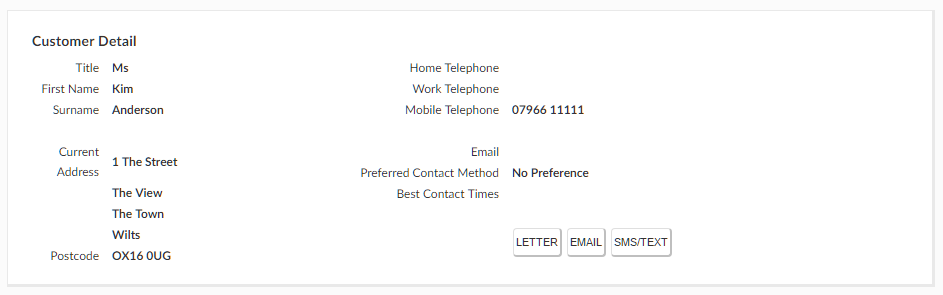 Customer Detail
Title Ms
First Name Kim
Surname Anderson
Current Address 1 The Street
The View
The Town
Wilts
Postcode OX16 0UG
Home Telephone
Work Telephone
Mobile Telephone 07966 11111
Email
Preferred Contact Method No Preference
Best Contact Times
LETTER EMAIL SMS/TEXT